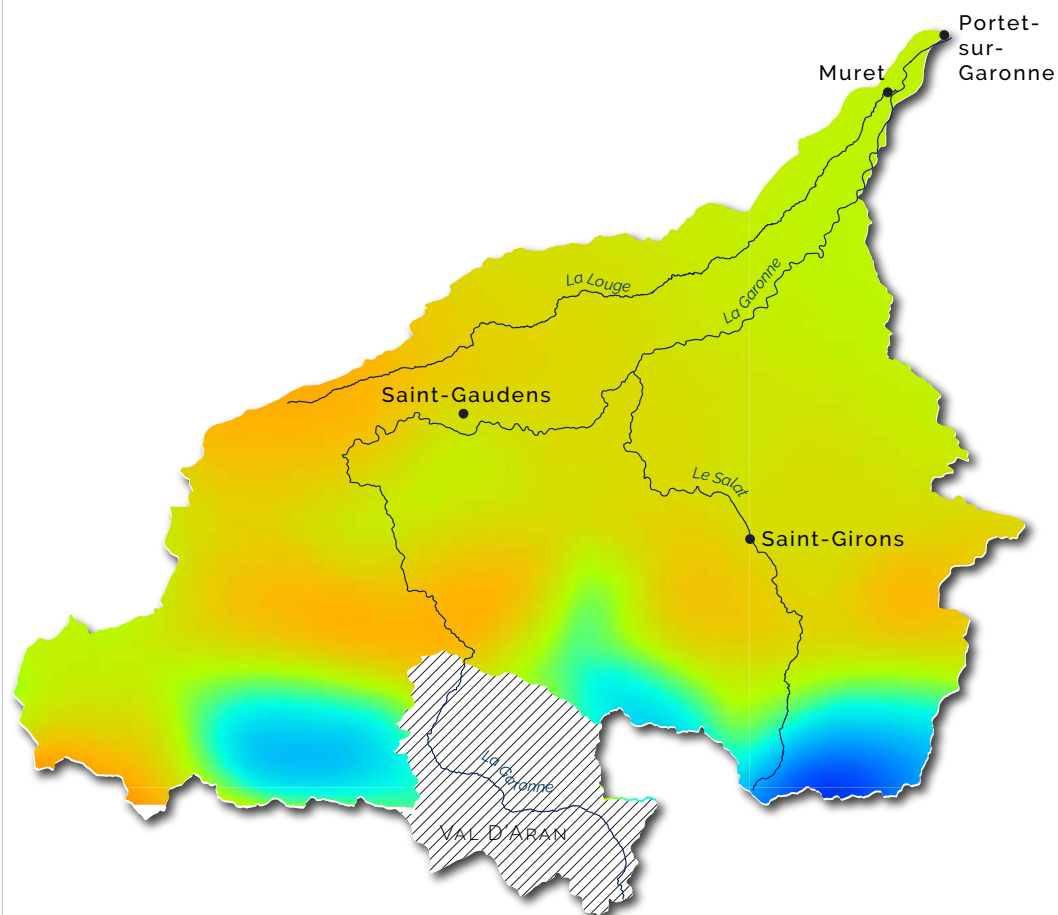 Portet-
sur-
Garonne
Muret
La Louge
La Garonne
Saint-Gaudens
Le Salat
Saint-Girons
La Garonne
VAL D'ARAN